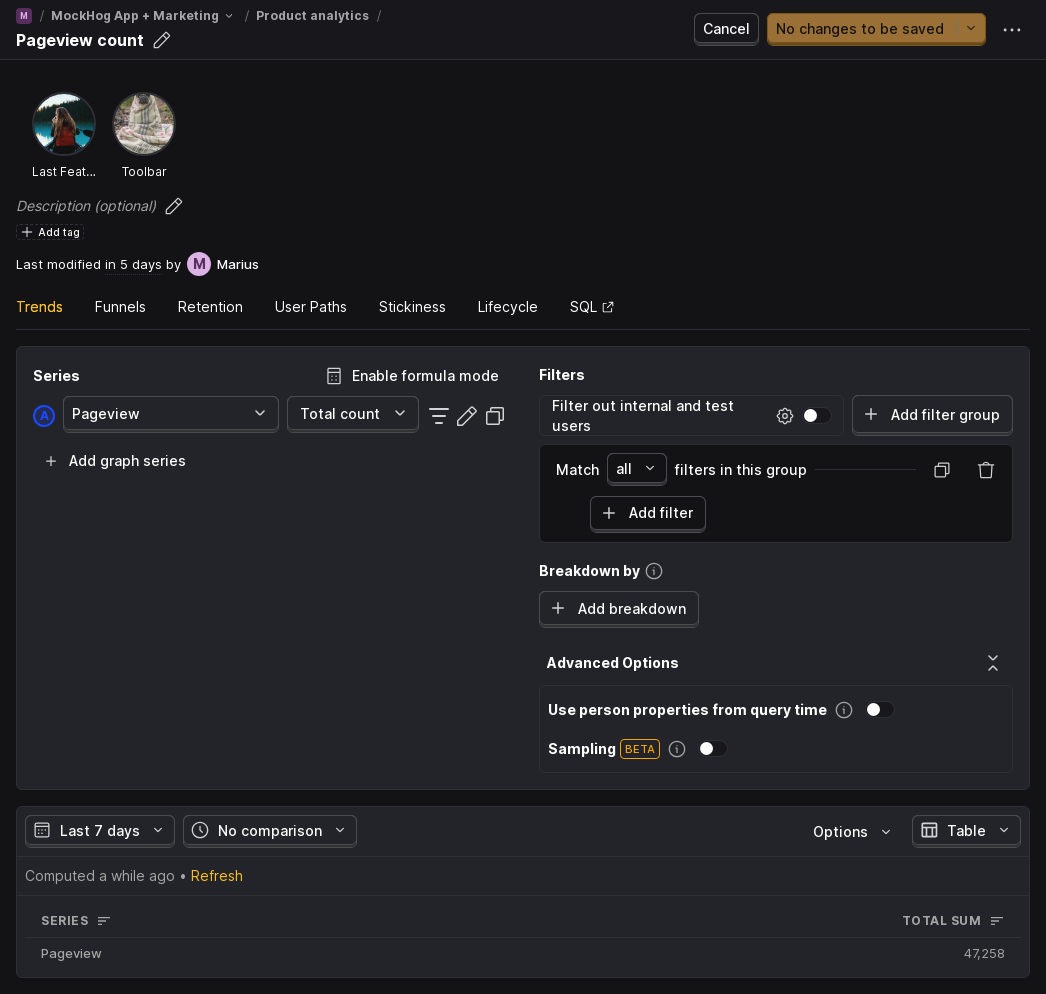 M / MockHog App + Marketing / Product analytics /
Pageview count
Cancel
No changes to be saved
Last Feat...
Toolbar
Description (optional)
Add tag
Last modified in 5 days by M Marius
Trends Funnels Retention User Paths Stickiness Lifecycle SQL
Series
Enable formula mode
A Pageview Total count
Add graph series
Filters
Filter out internal and test
users
Add filter group
Match all filters in this group
Add filter
Breakdown by
Add breakdown
Advanced Options
Use person properties from query time
Sampling BETA
Last 7 days No comparison Options Table
Computed a while ago • Refresh
SERIES TOTAL SUM
Pageview 47,258